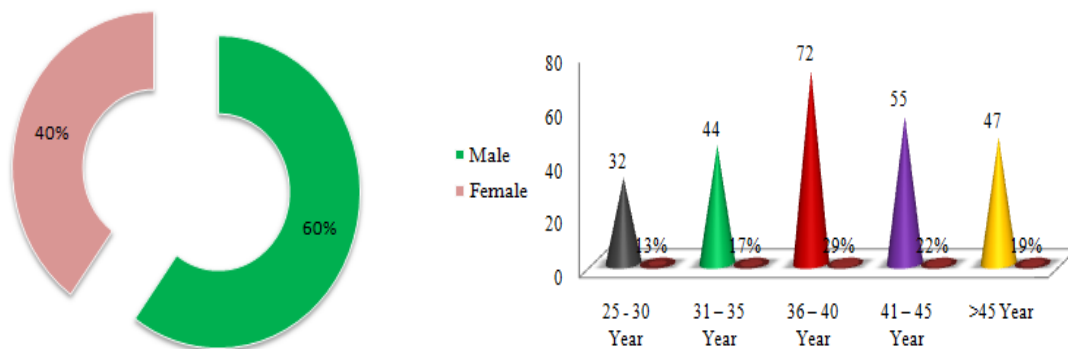 40%
60%
Male
Female
80
60
40
20
0
32
44
72
55
47
13%
17%
29%
22%
19%
25 - 30
Year
31 – 35
Year
36 – 40
Year
41 – 45
Year
>45 Year